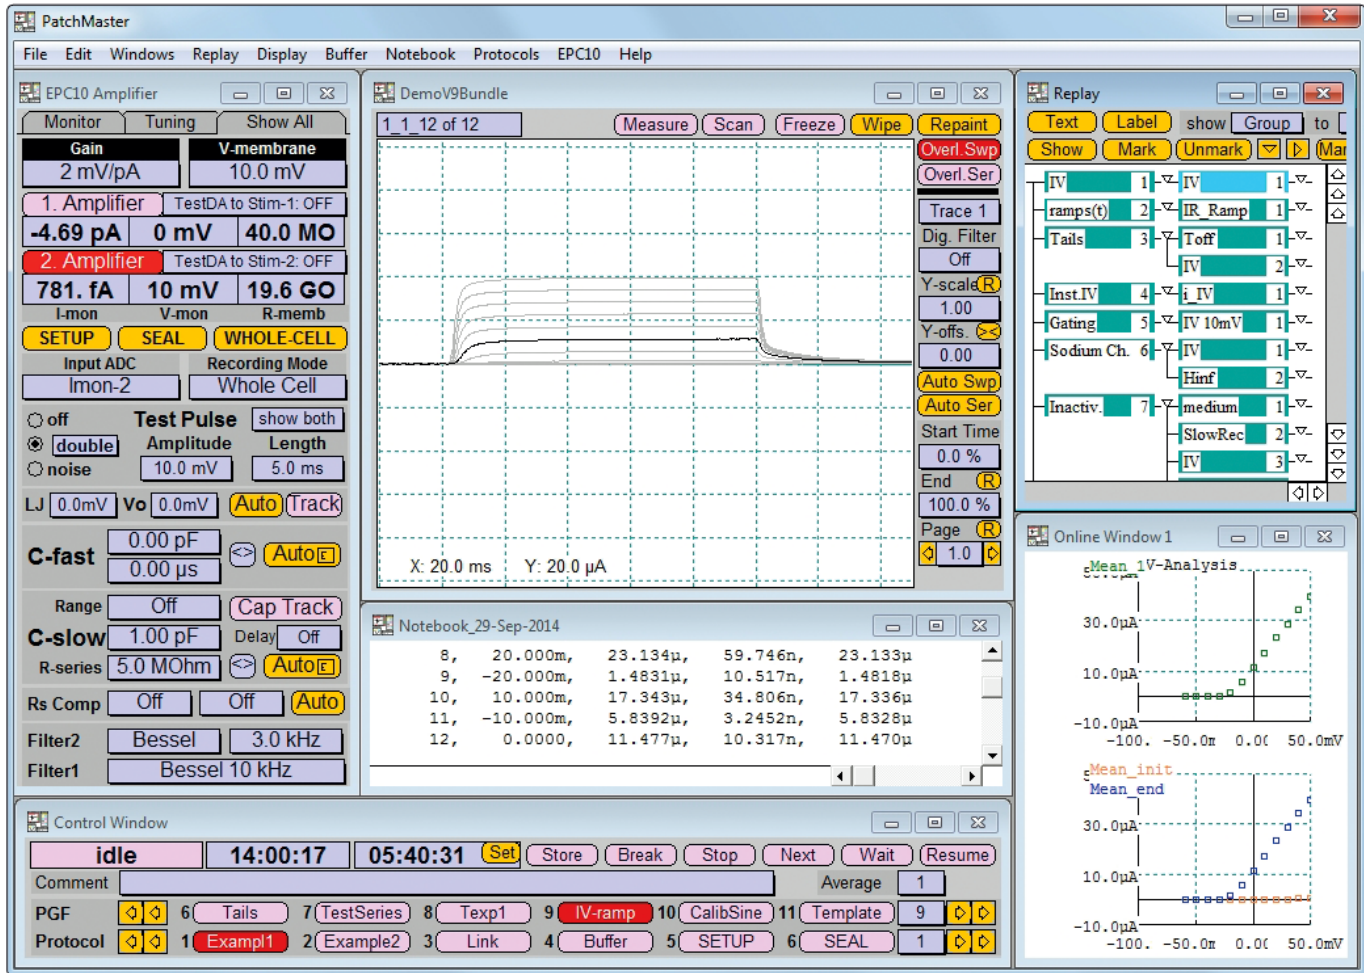 PatchMaster
File Edit Windows Replay Display Buffer Notebook Protocols EPC10 Help
EPC10 Amplifier
Monitor Tuning Show All
Gain V-membrane
2 mV/pA 10.0 mV
1. Amplifier TestDA to Stim-1: OFF
-4.69 pA 0 mV 40.0 MO
2. Amplifier TestDA to Stim-2: OFF
781. fA 10 mV 19.6 GO
I-mon V-mon R-memb
SETUP SEAL WHOLE-CELL
Input ADC Recording Mode
Imon-2 Whole Cell
off Test Pulse show both
double Amplitude Length
noise 10.0 mV 5.0 ms
LJ 0.0mV Vo 0.0mV Auto Track
C-fast 0.00 pF <> Auto E
0.00 µs
Range Off Cap Track
C-slow 1.00 pF Delay Off
R-series 5.0 MOhm <> Auto E
Rs Comp Off Off Auto
Filter2 Bessel 3.0 kHz
Filter1 Bessel 10 kHz
DemoV9Bundle
1_1_12 of 12 Measure Scan Freeze Wipe Repaint
Overl.Swp
Overl.Ser
Trace 1
Dig. Filter
Off
Y-scale R
1.00
Y-offs. ><
0.00
Auto Swp
Auto Ser
Start Time
0.0 %
End R
100.0 %
Page R
1.0
X: 20.0 ms Y: 20.0 µA
Notebook_29-Sep-2014
8, 20.000m, 23.134µ, 59.746n, 23.133µ
9, -20.000m, 1.4831µ, 10.517n, 1.4818µ
10, 10.000m, 17.343µ, 34.806n, 17.336µ
11, -10.000m, 5.8392µ, 3.2452n, 5.8328µ
12, 0.0000, 11.477µ, 10.317n, 11.470µ
Replay
Text Label show Group to
Show Mark Unmark Mar
IV 1 IV 1
ramps(t) 2 IR_Ramp 1
Tails 3 Toff 1
IV 2
Inst.IV 4 i_IV 1
Gating 5 IV 10mV 1
Sodium Ch. 6 IV 1
Hinf 2
Inactiv. 7 medium 1
SlowRec 2
IV 3
Online Window 1
Mean_1V-Analysis
30.0µA
10.0µA
-10.0µA
-100. -50.0m 0.00 50.0mV
Mean_init
Mean_end
30.0µA
10.0µA
-10.0µA
-100. -50.0m 0.00 50.0mV
Control Window
idle 14:00:17 05:40:31 Set Store Break Stop Next Wait Resume
Comment Average 1
PGF 6 Tails 7 TestSeries 8 Texp1 9 IV-ramp 10 CalibSine 11 Template 9
Protocol 1 Exampl1 2 Example2 3 Link 4 Buffer 5 SETUP 6 SEAL 1